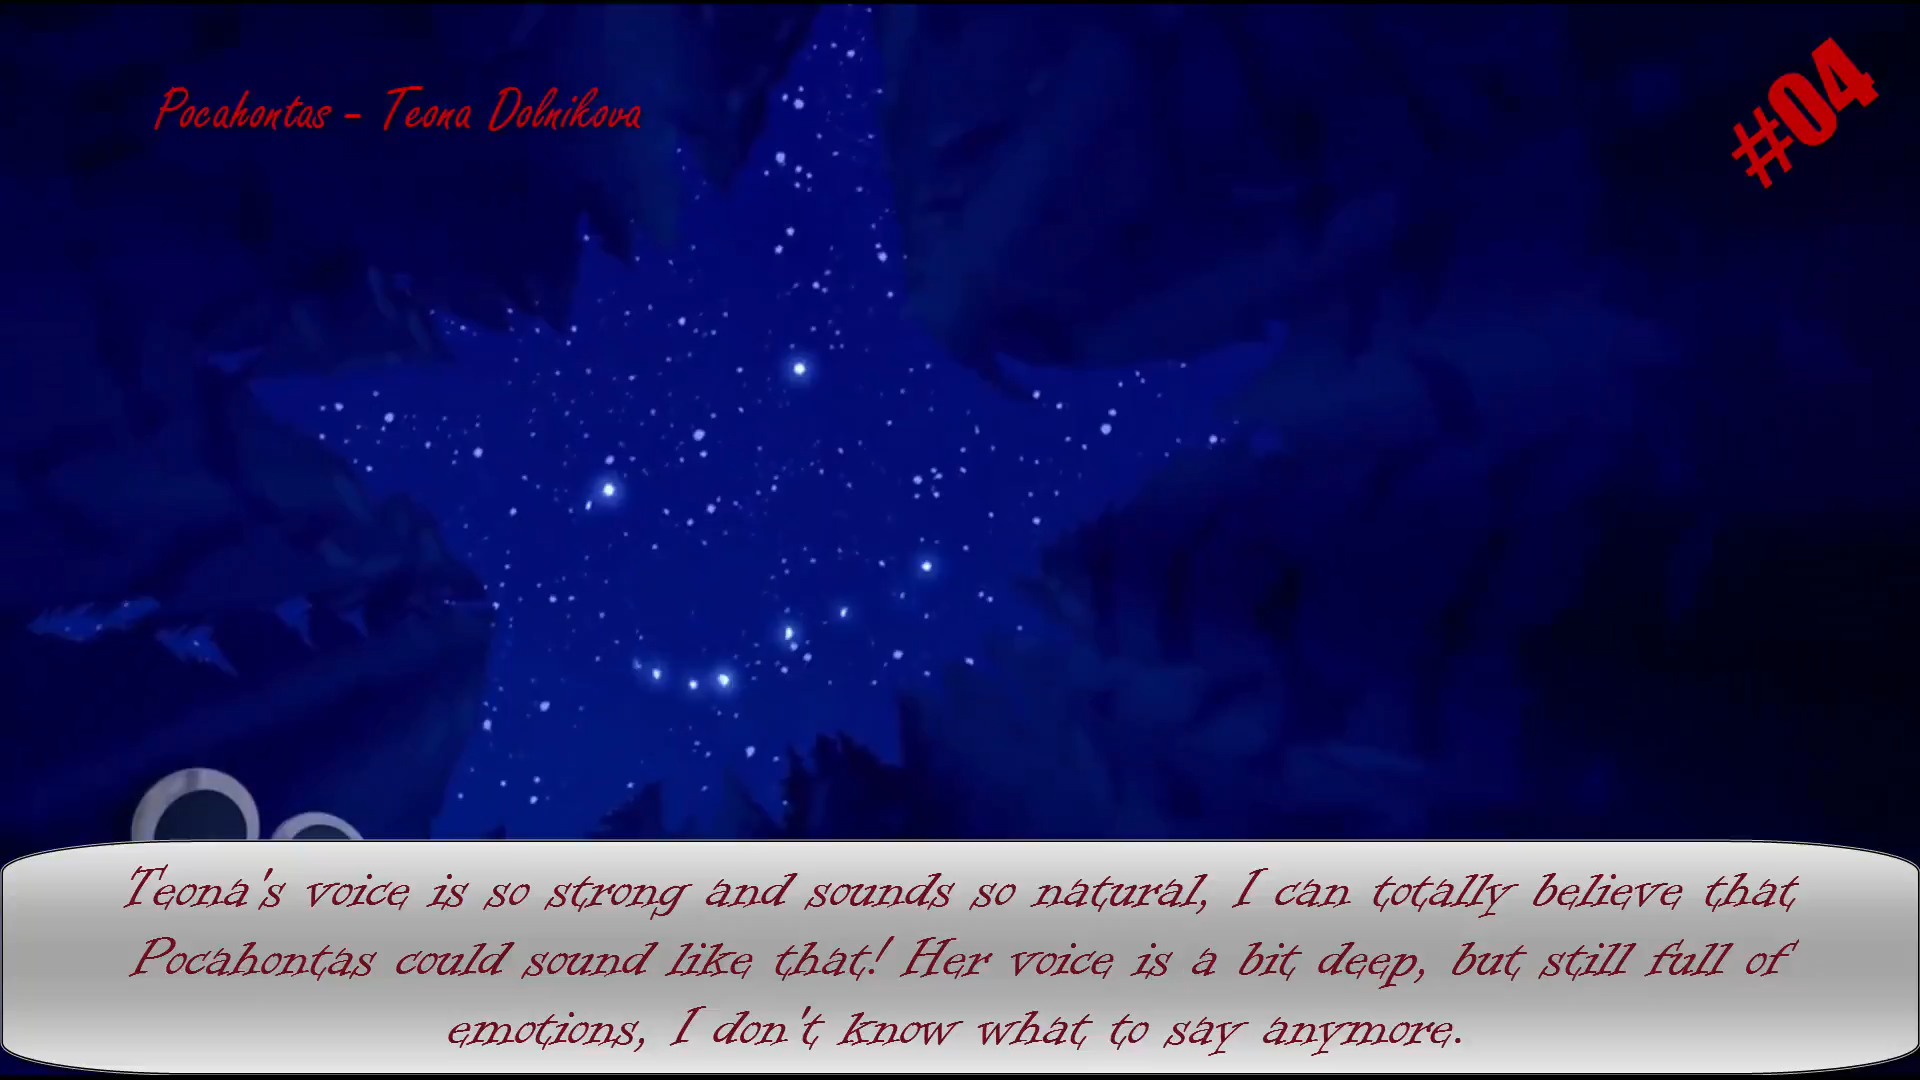 Pocahontas - Teona Dolnikova
#04
Teona's voice is so strong and sounds so natural, I can totally believe that
Pocahontas could sound like that! Her voice is a bit deep, but still full of
emotions, I don't know what to say anymore.